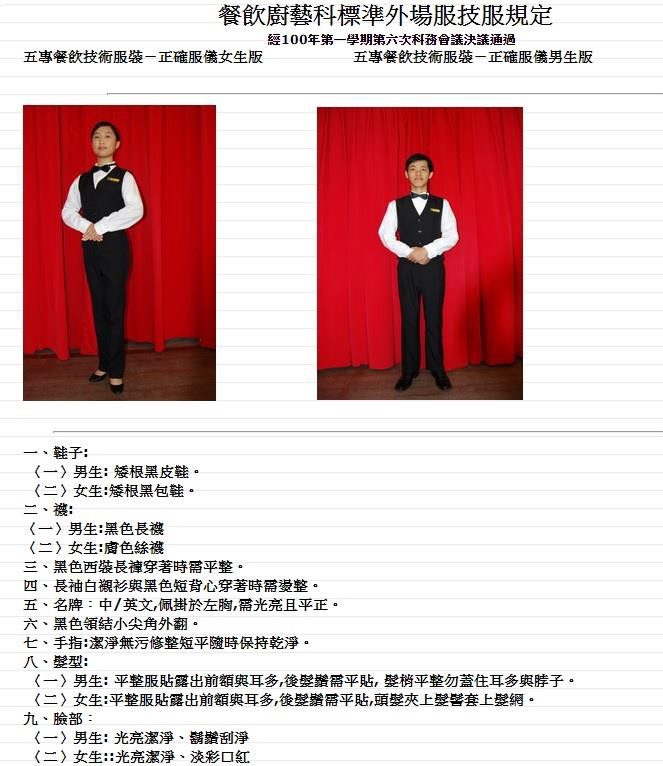 餐飲廚藝科標準外場服技服規定
經100年第一學期第六次科務會議決議通過
五專餐飲技術服裝－正確服儀女生版
五專餐飲技術服裝－正確服儀男生版
一、鞋子:
〈一〉男生: 矮根黑皮鞋。
〈二〉女生:矮根黑包鞋。
二、襪:
〈一〉男生:黑色長襪
〈二〉女生:膚色絲襪
三、黑色西裝長褲穿著時需平整。
四、長袖白襯衫與黑色短背心穿著時需燙整。
五、名牌：中/英文,佩掛於左胸,需光亮且平正。
六、黑色領結小尖角外翻。
七、手指:潔淨無污修整短平隨時保持乾淨。
八、髮型:
〈一〉男生: 平整服貼露出前額與耳多,後髮鬚需平貼, 髮梢平整勿蓋住耳多與脖子。
〈二〉女生:平整服貼露出前額與耳多,後髮鬚需平貼,頭髮夾上髮髻套上髮網。
九、臉部：
〈一〉男生: 光亮潔淨、鬍鬚刮淨
〈二〉女生::光亮潔淨、淡彩口紅